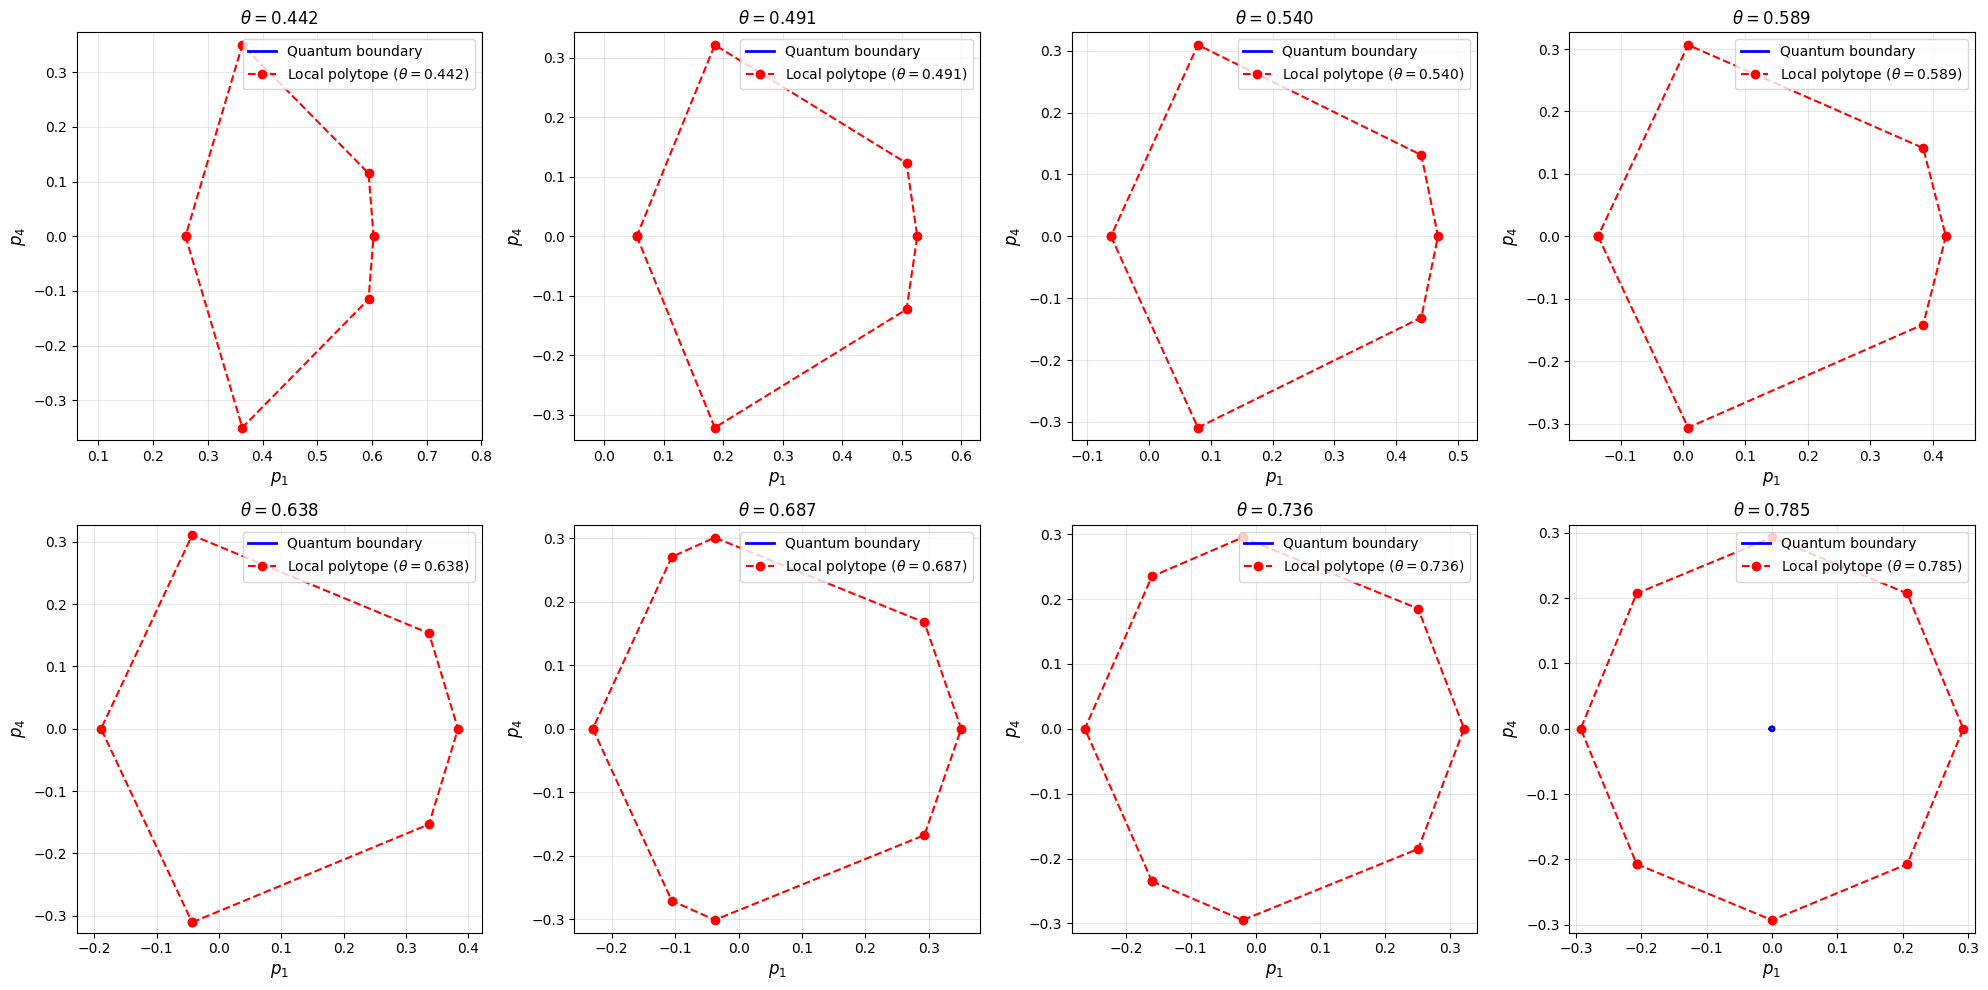 θ = 0.442
Quantum boundary
Local polytope (θ = 0.442)
0.3
0.2
0.1
0.0
−0.1
−0.2
−0.3
p4
0.1 0.2 0.3 0.4 0.5 0.6 0.7 0.8
p1
θ = 0.491
Quantum boundary
Local polytope (θ = 0.491)
0.3
0.2
0.1
0.0
−0.1
−0.2
−0.3
p4
0.0 0.1 0.2 0.3 0.4 0.5 0.6
p1
θ = 0.540
Quantum boundary
Local polytope (θ = 0.540)
0.3
0.2
0.1
0.0
−0.1
−0.2
−0.3
p4
−0.1 0.0 0.1 0.2 0.3 0.4 0.5
p1
θ = 0.589
Quantum boundary
Local polytope (θ = 0.589)
0.3
0.2
0.1
0.0
−0.1
−0.2
−0.3
p4
−0.1 0.0 0.1 0.2 0.3 0.4
p1
θ = 0.638
Quantum boundary
Local polytope (θ = 0.638)
0.3
0.2
0.1
0.0
−0.1
−0.2
−0.3
p4
−0.2 −0.1 0.0 0.1 0.2 0.3 0.4
p1
θ = 0.687
Quantum boundary
Local polytope (θ = 0.687)
0.3
0.2
0.1
0.0
−0.1
−0.2
−0.3
p4
−0.2 −0.1 0.0 0.1 0.2 0.3
p1
θ = 0.736
Quantum boundary
Local polytope (θ = 0.736)
0.3
0.2
0.1
0.0
−0.1
−0.2
−0.3
p4
−0.2 −0.1 0.0 0.1 0.2 0.3
p1
θ = 0.785
Quantum boundary
Local polytope (θ = 0.785)
0.3
0.2
0.1
0.0
−0.1
−0.2
−0.3
p4
−0.3 −0.2 −0.1 0.0 0.1 0.2 0.3
p1